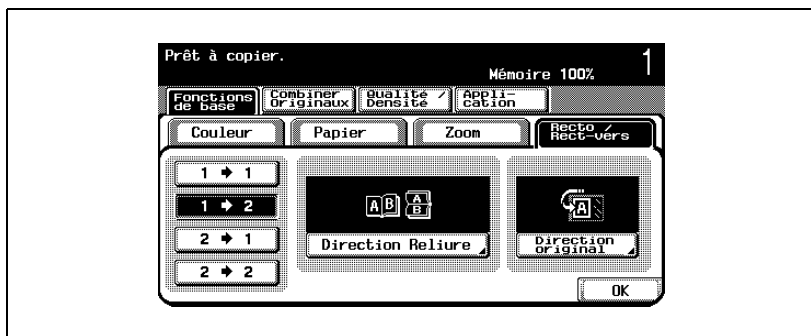 Prêt à copier.
Mémoire 100%
1
Fonctions de base
Combiner Originaux
Qualité / Densité
Appli- cation
Couleur
Papier
Zoom
Recto / Rect-vers
1 → 1
1 → 2
2 → 1
2 → 2
A B
A B
Direction Reliure
A
Direction original
OK